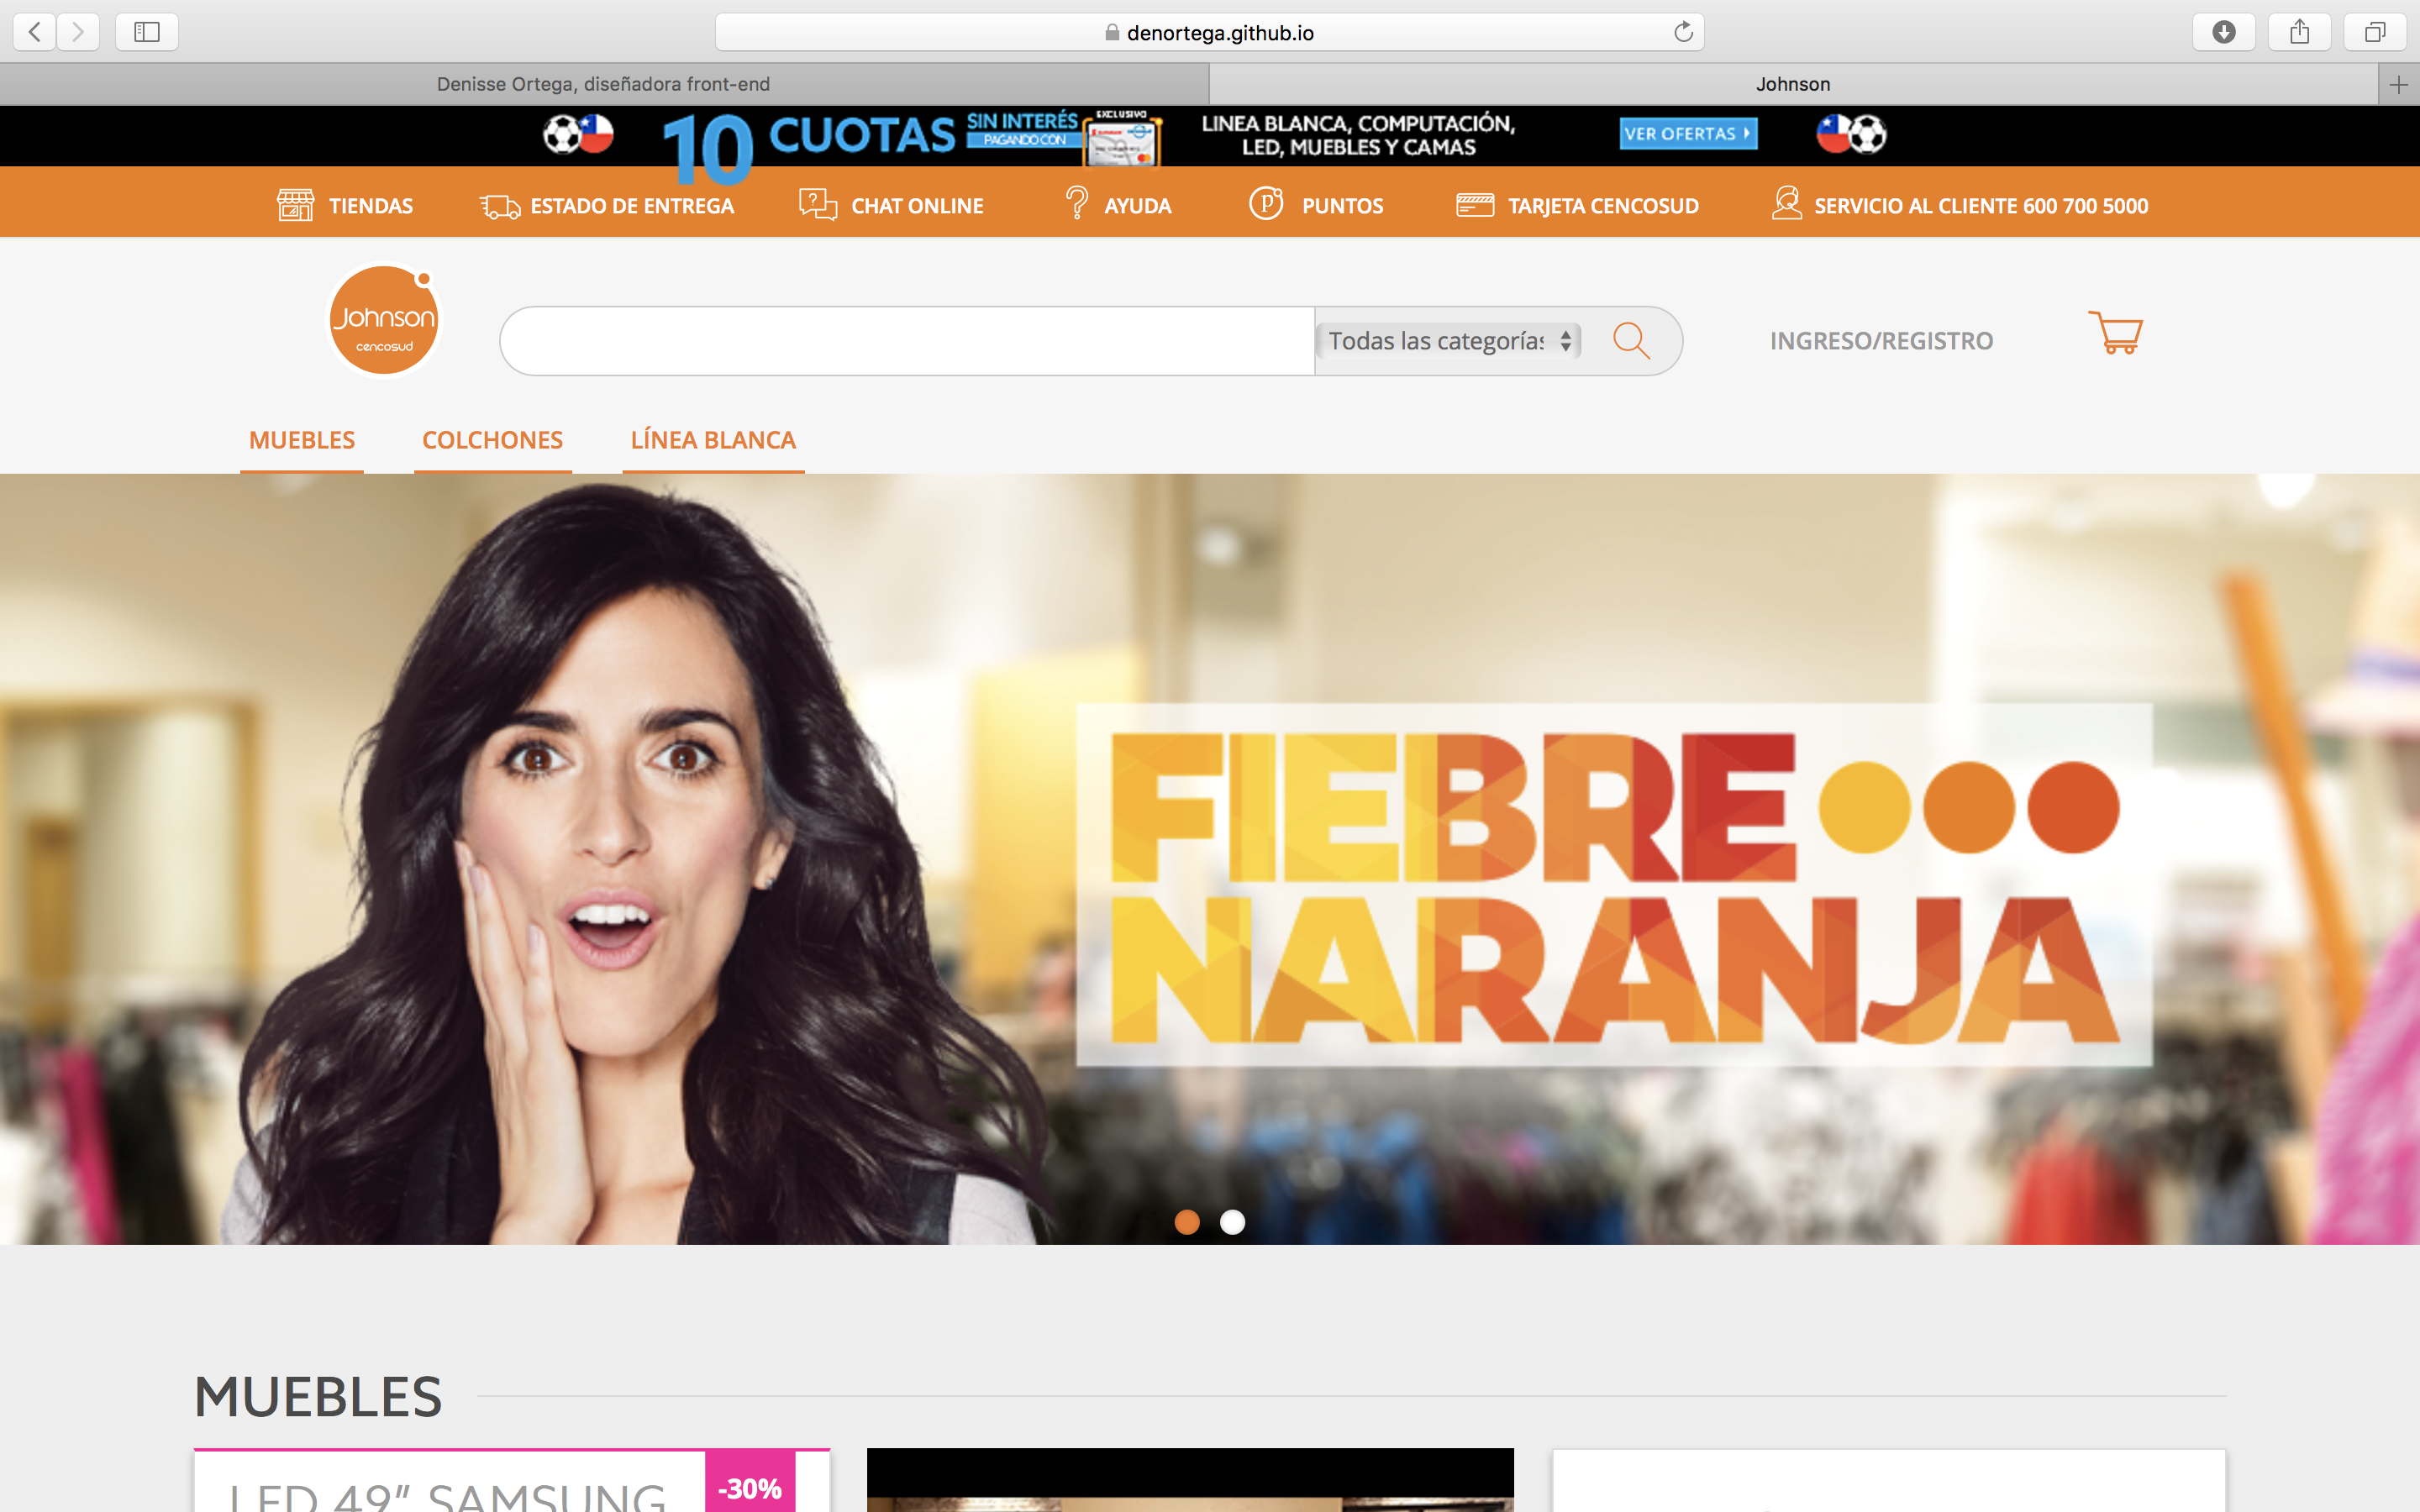 denortega.github.io
Denisse Ortega, diseñadora front-end
Johnson
10 CUOTAS SIN INTERÉS PAGANDO CON
EXCLUSIVO
LINEA BLANCA, COMPUTACIÓN,
LED, MUEBLES Y CAMAS
VER OFERTAS
TIENDAS
ESTADO DE ENTREGA
CHAT ONLINE
AYUDA
PUNTOS
TARJETA CENCOSUD
SERVICIO AL CLIENTE 600 700 5000
Johnson
cencosud
Todas las categorías
INGRESO/REGISTRO
MUEBLES
COLCHONES
LÍNEA BLANCA
FIEBRE
NARANJA
MUEBLES
LED 49" SAMSUNG
-30%